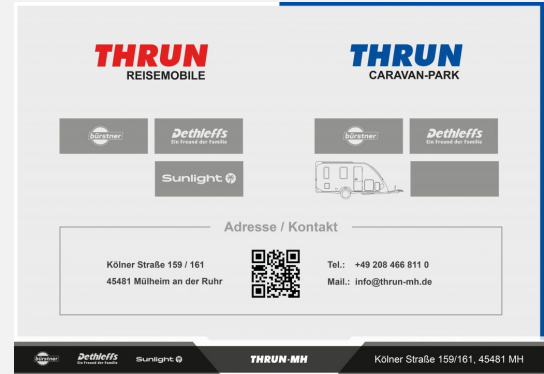 THRUN
REISEMOBILE
THRUN
CARAVAN-PARK
bürstner
Dethleffs
Ein Freund der Familie
bürstner
Dethleffs
Ein Freund der Familie
Sunlight
Adresse / Kontakt
Kölner Straße 159 / 161
45481 Mülheim an der Ruhr
Tel.: +49 208 466 811 0
Mail.: info@thrun-mh.de
bürstner
Dethleffs
Ein Freund der Familie
Sunlight
THRUN-MH
Kölner Straße 159/161, 45481 MH